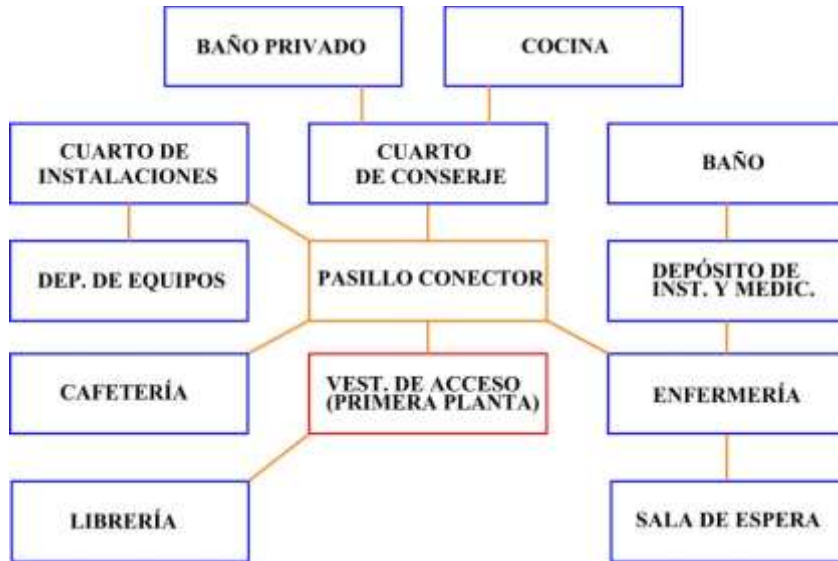 BAÑO PRIVADO
COCINA
CUARTO DE
INSTALACIONES
CUARTO
DE CONSERJE
BAÑO
DEP. DE EQUIPOS
PASILLO CONECTOR
DEPÓSITO DE
INST. Y MEDIC.
CAFETERÍA
VEST. DE ACCESO
(PRIMERA PLANTA)
ENFERMERÍA
LIBRERÍA
SALA DE ESPERA